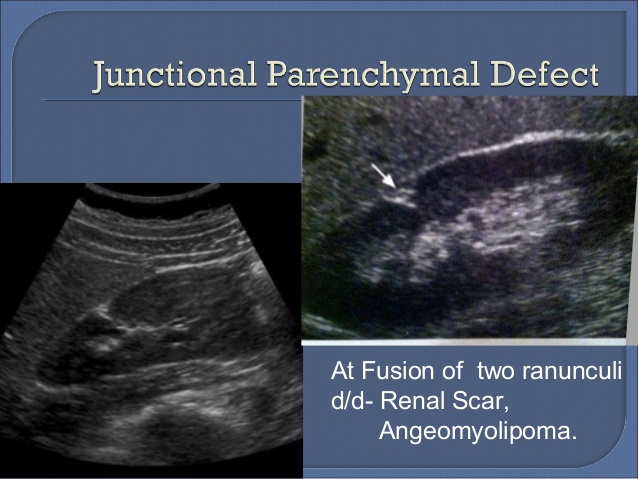 Junctional Parenchymal Defect
At Fusion of two ranunculi
d/d- Renal Scar,
Angeomyolipoma.